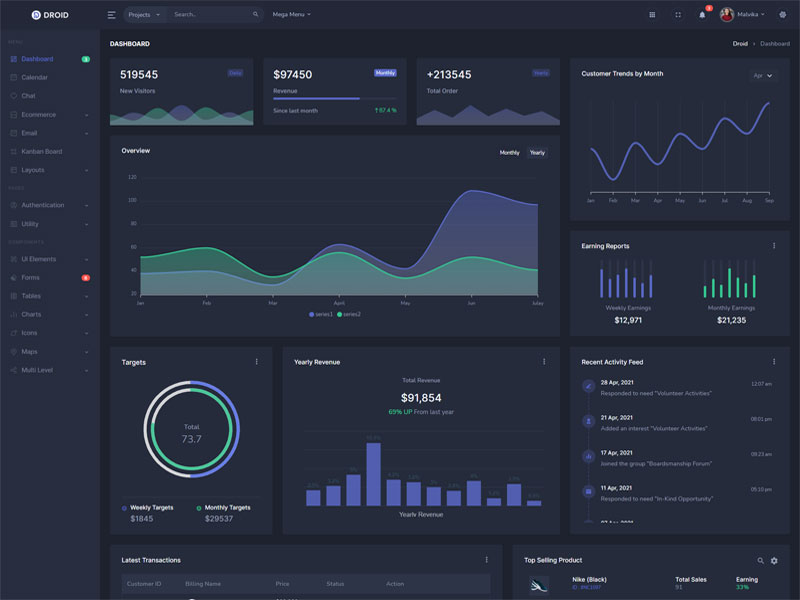 DROID
Projects
Search..
Mega Menu
Malvika
MENU
Dashboard
Calendar
Chat
Ecommerce
Email
Kanban Board
Layouts
PAGES
Authentication
Utility
COMPONENTS
UI Elements
Forms
Tables
Charts
Icons
Maps
Multi Level
DASHBOARD
Droid > Dashboard
519545
Daily
New Visitors
$97450
Monthly
Revenue
Since last month
97.4 %
+213545
Yearly
Total Order
Customer Trends by Month
Apr
Jan Feb Mar Apr May Jun Jul Aug Sep
Overview
Monthly Yearly
120
100
80
60
40
20
Jan Feb Mar April May Jun July
series1 series2
Earning Reports
Weekly Earnings
$12,971
Monthly Earnings
$21,235
Targets
Total
73.7
Weekly Targets
$1845
Monthly Targets
$29537
Yearly Revenue
Total Revenue
$91,854
69% UP From last year
Yearly Revenue
Recent Activity Feed
28 Apr, 2021
12:07 am
Responded to need "Volunteer Activities"
21 Apr, 2021
08:01 pm
Added an interest "Volunteer Activities"
17 Apr, 2021
09:23 am
Joined the group "Boardsmanship Forum"
11 Apr, 2021
05:10 pm
Responded to need "In-Kind Opportunity"
Latest Transactions
Customer ID Billing Name Price Status Action
Top Selling Product
Nike (Black)
Total Sales
91
Earning
33%